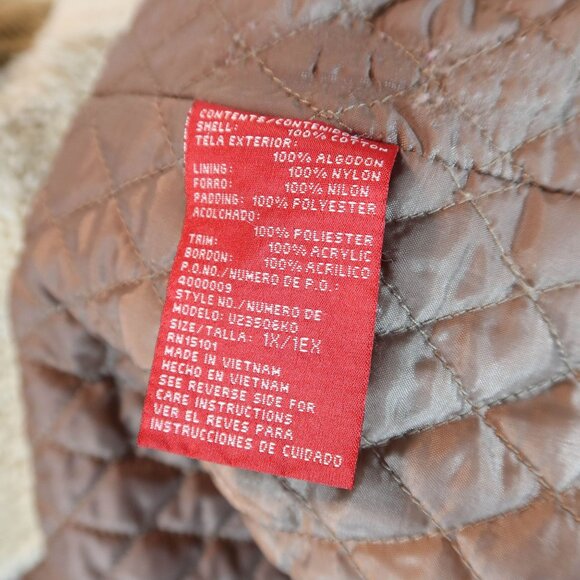 CONTENTS/CONTENIDO
SHELL:
100% COTTON
TELA EXTERIOR:
100% ALGODON
LINING: 100% NYLON
FORRO: 100% NILON
PADDING: 100% POLYESTER
ACOLCHADO:
100% POLIESTER
TRIM: 100% ACRYLIC
BORDON: 100% ACRILICO
P.O.NO./NUMERO DE P.O.:
4000009
STYLE NO./NUMERO DE
MODELO: UZ3506KO
SIZE/TALLA: 1X/1EX
RN15101
MADE IN VIETNAM
HECHO EN VIETNAM
SEE REVERSE SIDE FOR
CARE INSTRUCTIONS
VER EL REVES PARA
INSTRUCCIONES DE CUIDADO